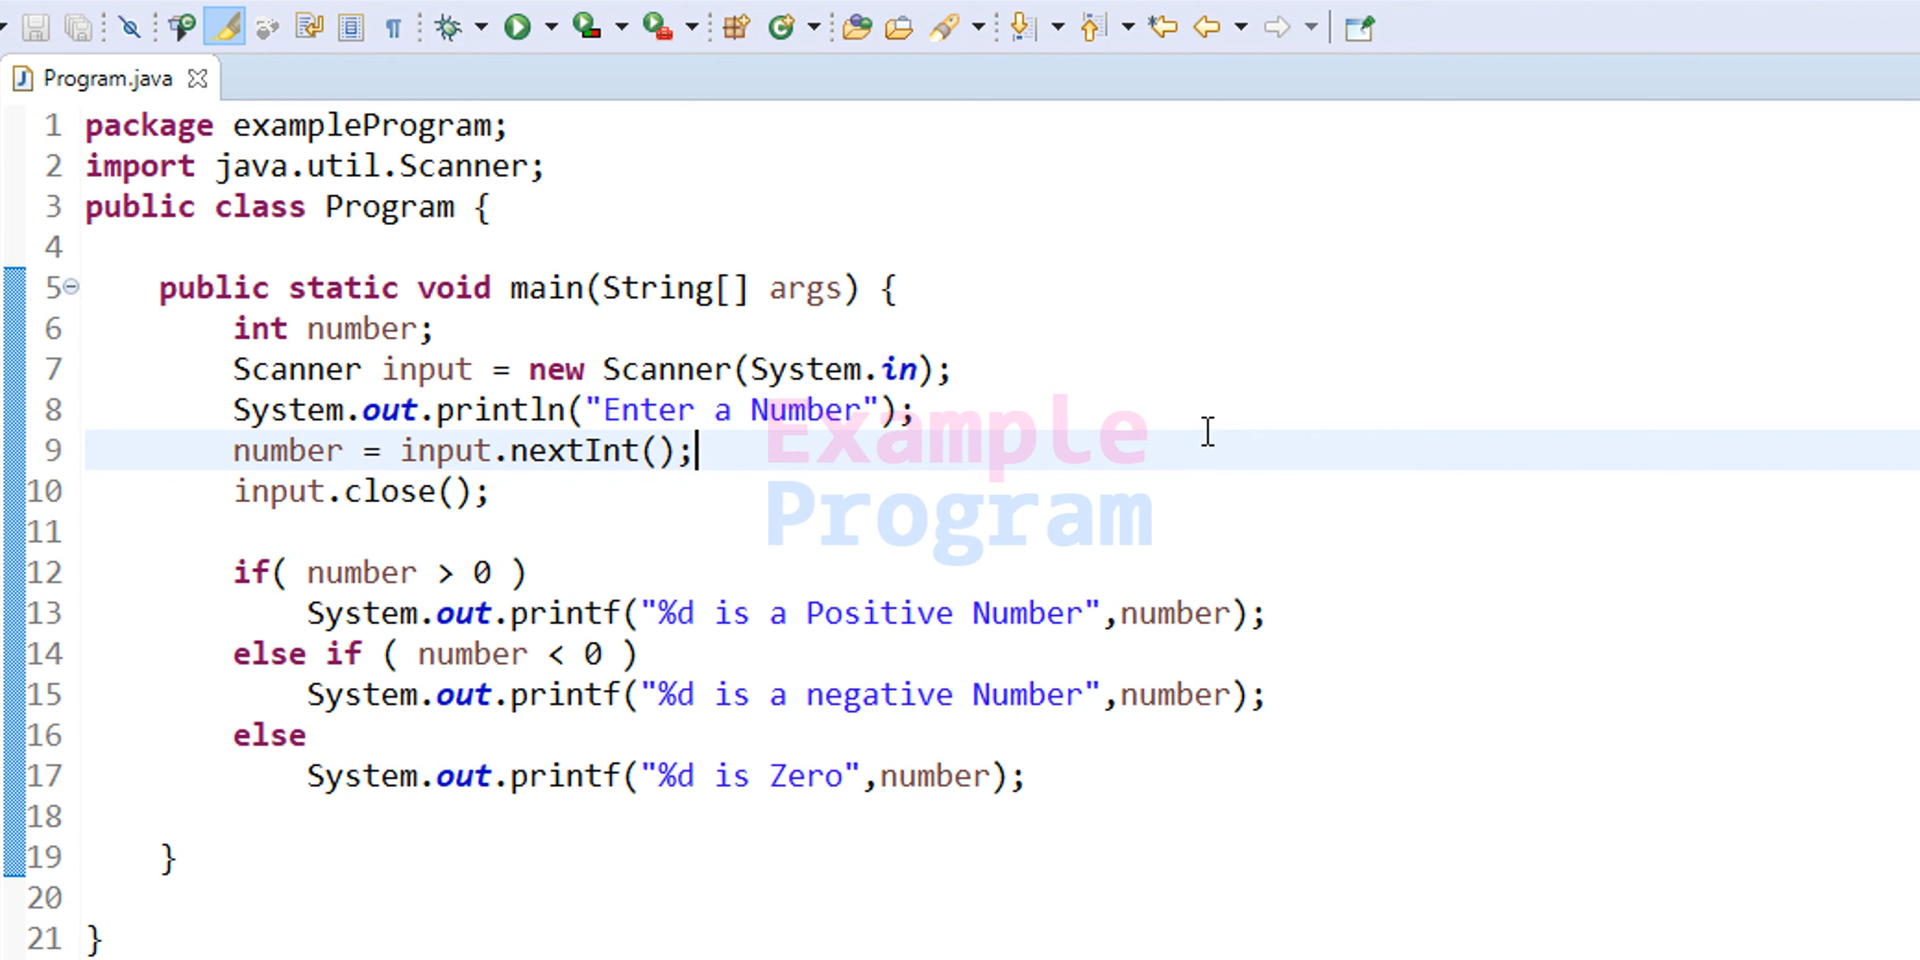 Program.java
1 package exampleProgram;
2 import java.util.Scanner;
3 public class Program {
4
5 public static void main(String[] args) {
6 int number;
7 Scanner input = new Scanner(System.in);
8 System.out.println("Enter a Number");
9 number = input.nextInt();
10 input.close();
11
12 if( number > 0 )
13 System.out.printf("%d is a Positive Number",number);
14 else if ( number < 0 )
15 System.out.printf("%d is a negative Number",number);
16 else
17 System.out.printf("%d is Zero",number);
18
19 }
20
21 }
Example
Program